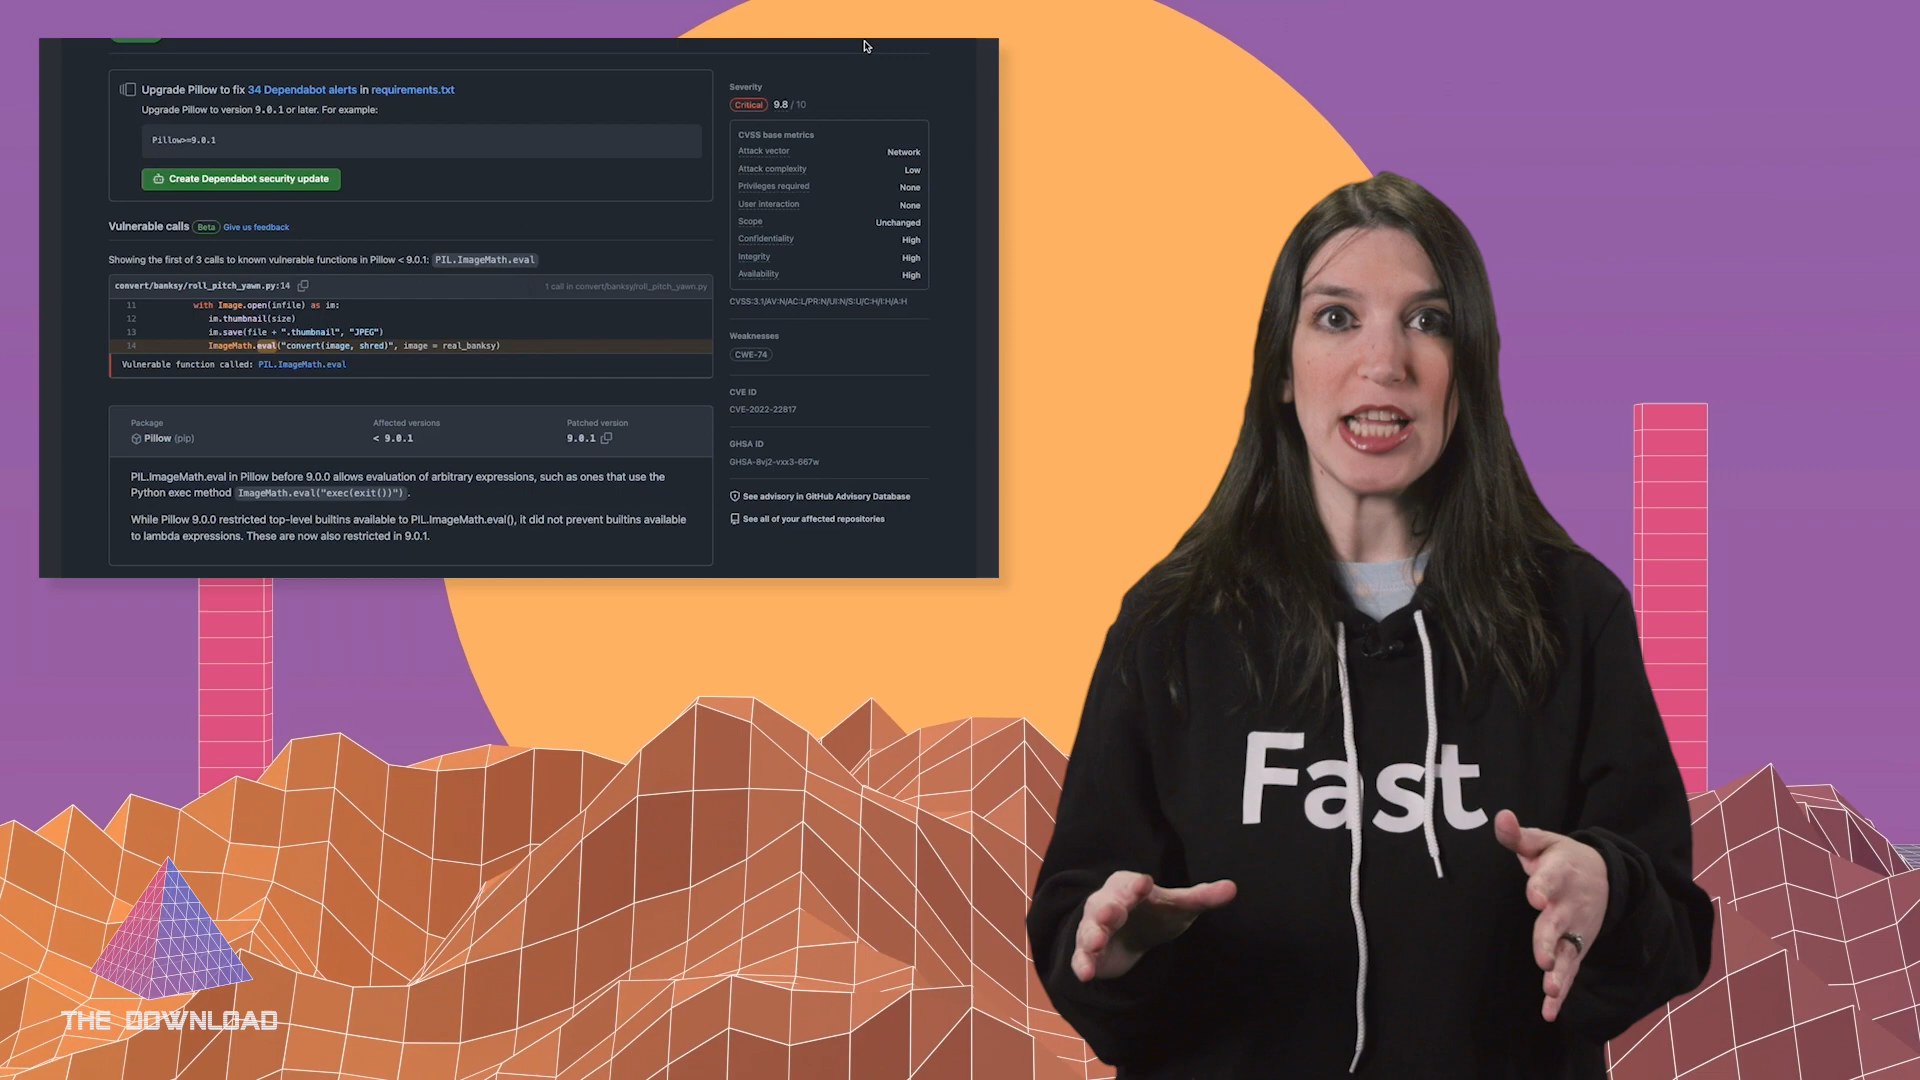 Upgrade Pillow to fix 34 Dependabot alerts in requirements.txt
Upgrade Pillow to version 9.0.1 or later. For example:
Pillow>=9.0.1
Create Dependabot security update
Vulnerable calls Beta Give us feedback
Showing the first of 3 calls to known vulnerable functions in Pillow < 9.0.1: PIL.ImageMath.eval
convert/banksy/roll_pitch_yawn.py:14 1 call in convert/banksy/roll_pitch_yawn.py
11 with Image.open(infile) as im:
12 im.thumbnail(size)
13 im.save(file + ".thumbnail", "JPEG")
14 ImageMath.eval("convert(image, shred)", image = real_banksy)
Vulnerable function called: PIL.ImageMath.eval
Package Affected versions Patched version
Pillow (pip) < 9.0.1 9.0.1
PIL.ImageMath.eval in Pillow before 9.0.0 allows evaluation of arbitrary expressions, such as ones that use the
Python exec method ImageMath.eval("exec(exit())").
While Pillow 9.0.0 restricted top-level builtins available to PIL.ImageMath.eval(), it did not prevent builtins available
to lambda expressions. These are now also restricted in 9.0.1.
Severity
Critical 9.8 / 10
CVSS base metrics
Attack vector Network
Attack complexity Low
Privileges required None
User interaction None
Scope Unchanged
Confidentiality High
Integrity High
Availability High
CVSS:3.1/AV:N/AC:L/PR:N/UI:N/S:U/C:H/I:H/A:H
Weaknesses
CWE-74
CVE ID
CVE-2022-22817
GHSA ID
GHSA-8vj2-vxx3-667w
See advisory in GitHub Advisory Database
See all of your affected repositories
Fast
THE DOWNLOAD